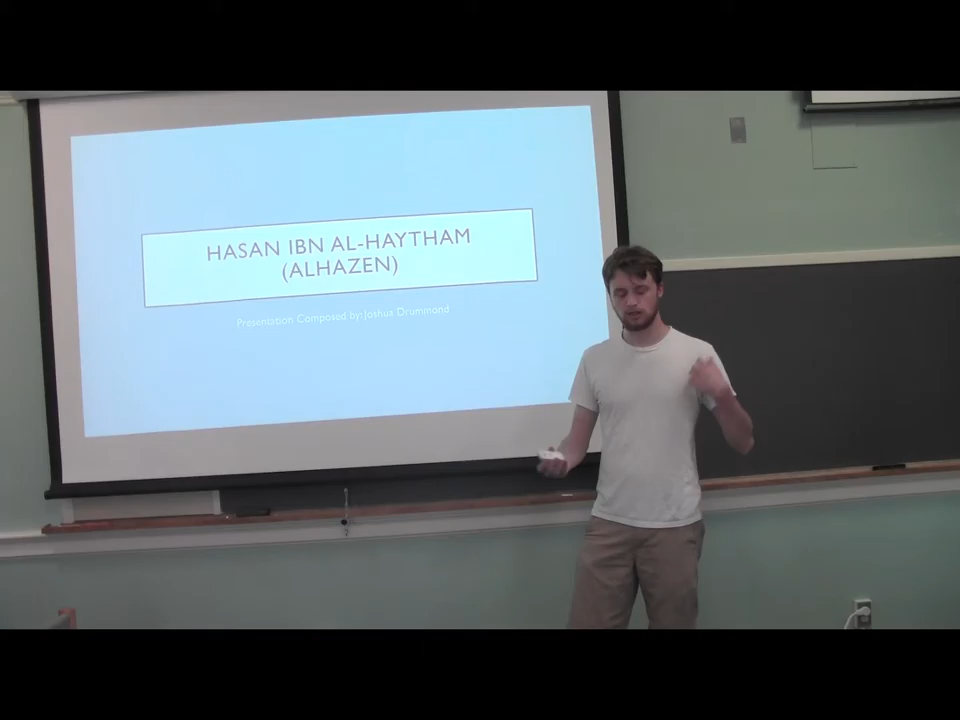 HASAN IBN AL-HAYTHAM
(ALHAZEN)
Presentation Composed by: Joshua Drummond